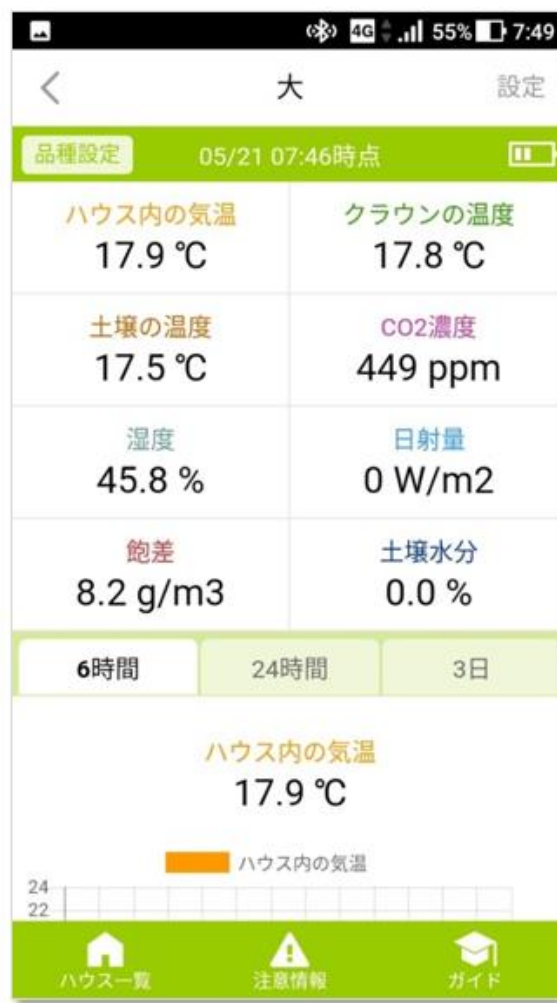 4G 55% 7:49
大 設定
品種設定 05/21 07:46時点
ハウス内の気温 クラウンの温度
17.9 ℃ 17.8 ℃
土壌の温度 CO2濃度
17.5 ℃ 449 ppm
湿度 日射量
45.8 % 0 W/m2
飽差 土壌水分
8.2 g/m3 0.0 %
6時間 24時間 3日
ハウス内の気温
17.9 ℃
ハウス内の気温
24
22
ハウス一覧 注意情報 ガイド